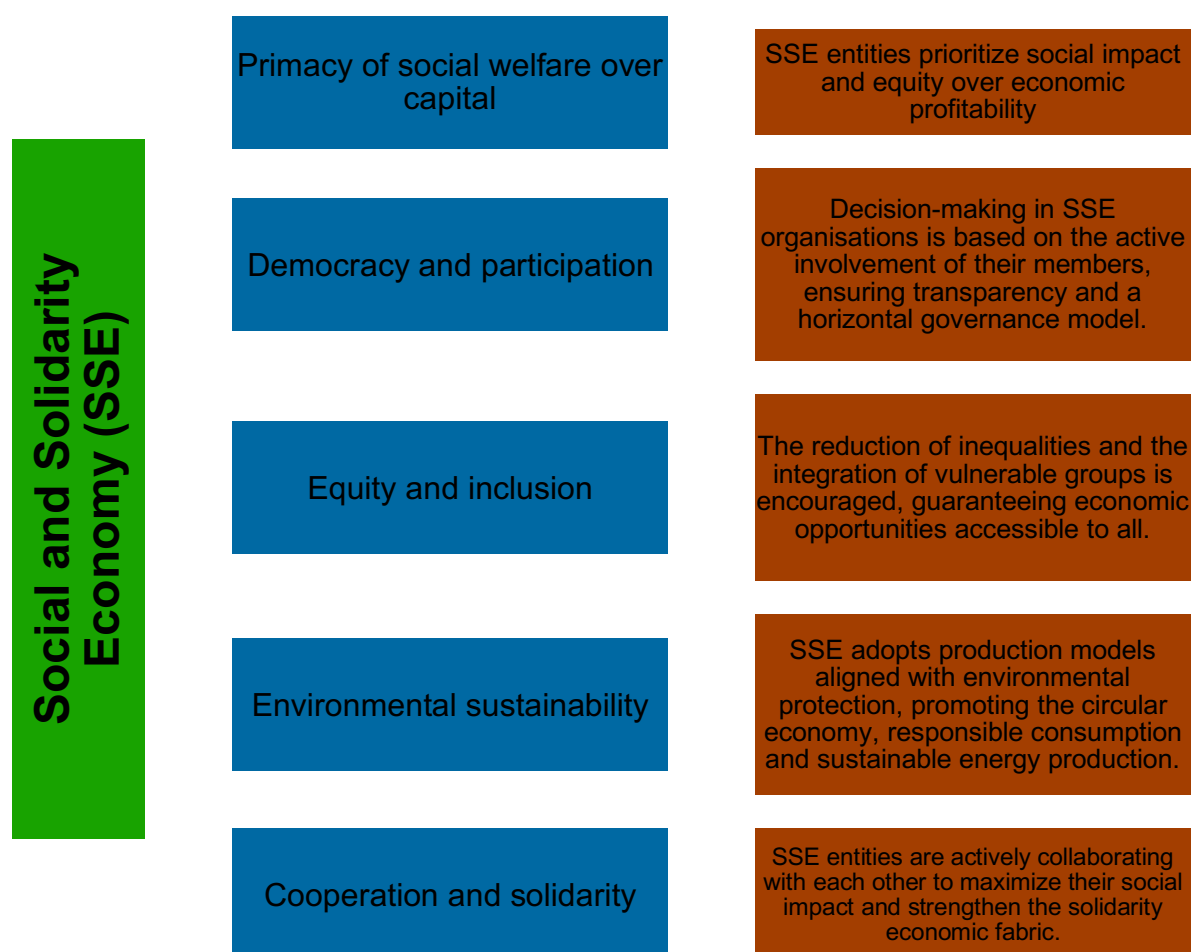 Social and Solidarity
Economy (SSE)
Primacy of social welfare over
capital
SSE entities prioritize social impact
and equity over economic
profitability
Democracy and participation
Decision-making in SSE
organisations is based on the active
involvement of their members,
ensuring transparency and a
horizontal governance model.
Equity and inclusion
The reduction of inequalities and the
integration of vulnerable groups is
encouraged, guaranteeing economic
opportunities accessible to all.
Environmental sustainability
SSE adopts production models
aligned with environmental
protection, promoting the circular
economy, responsible consumption
and sustainable energy production.
Cooperation and solidarity
SSE entities are actively collaborating
with each other to maximize their social
impact and strengthen the solidarity
economic fabric.